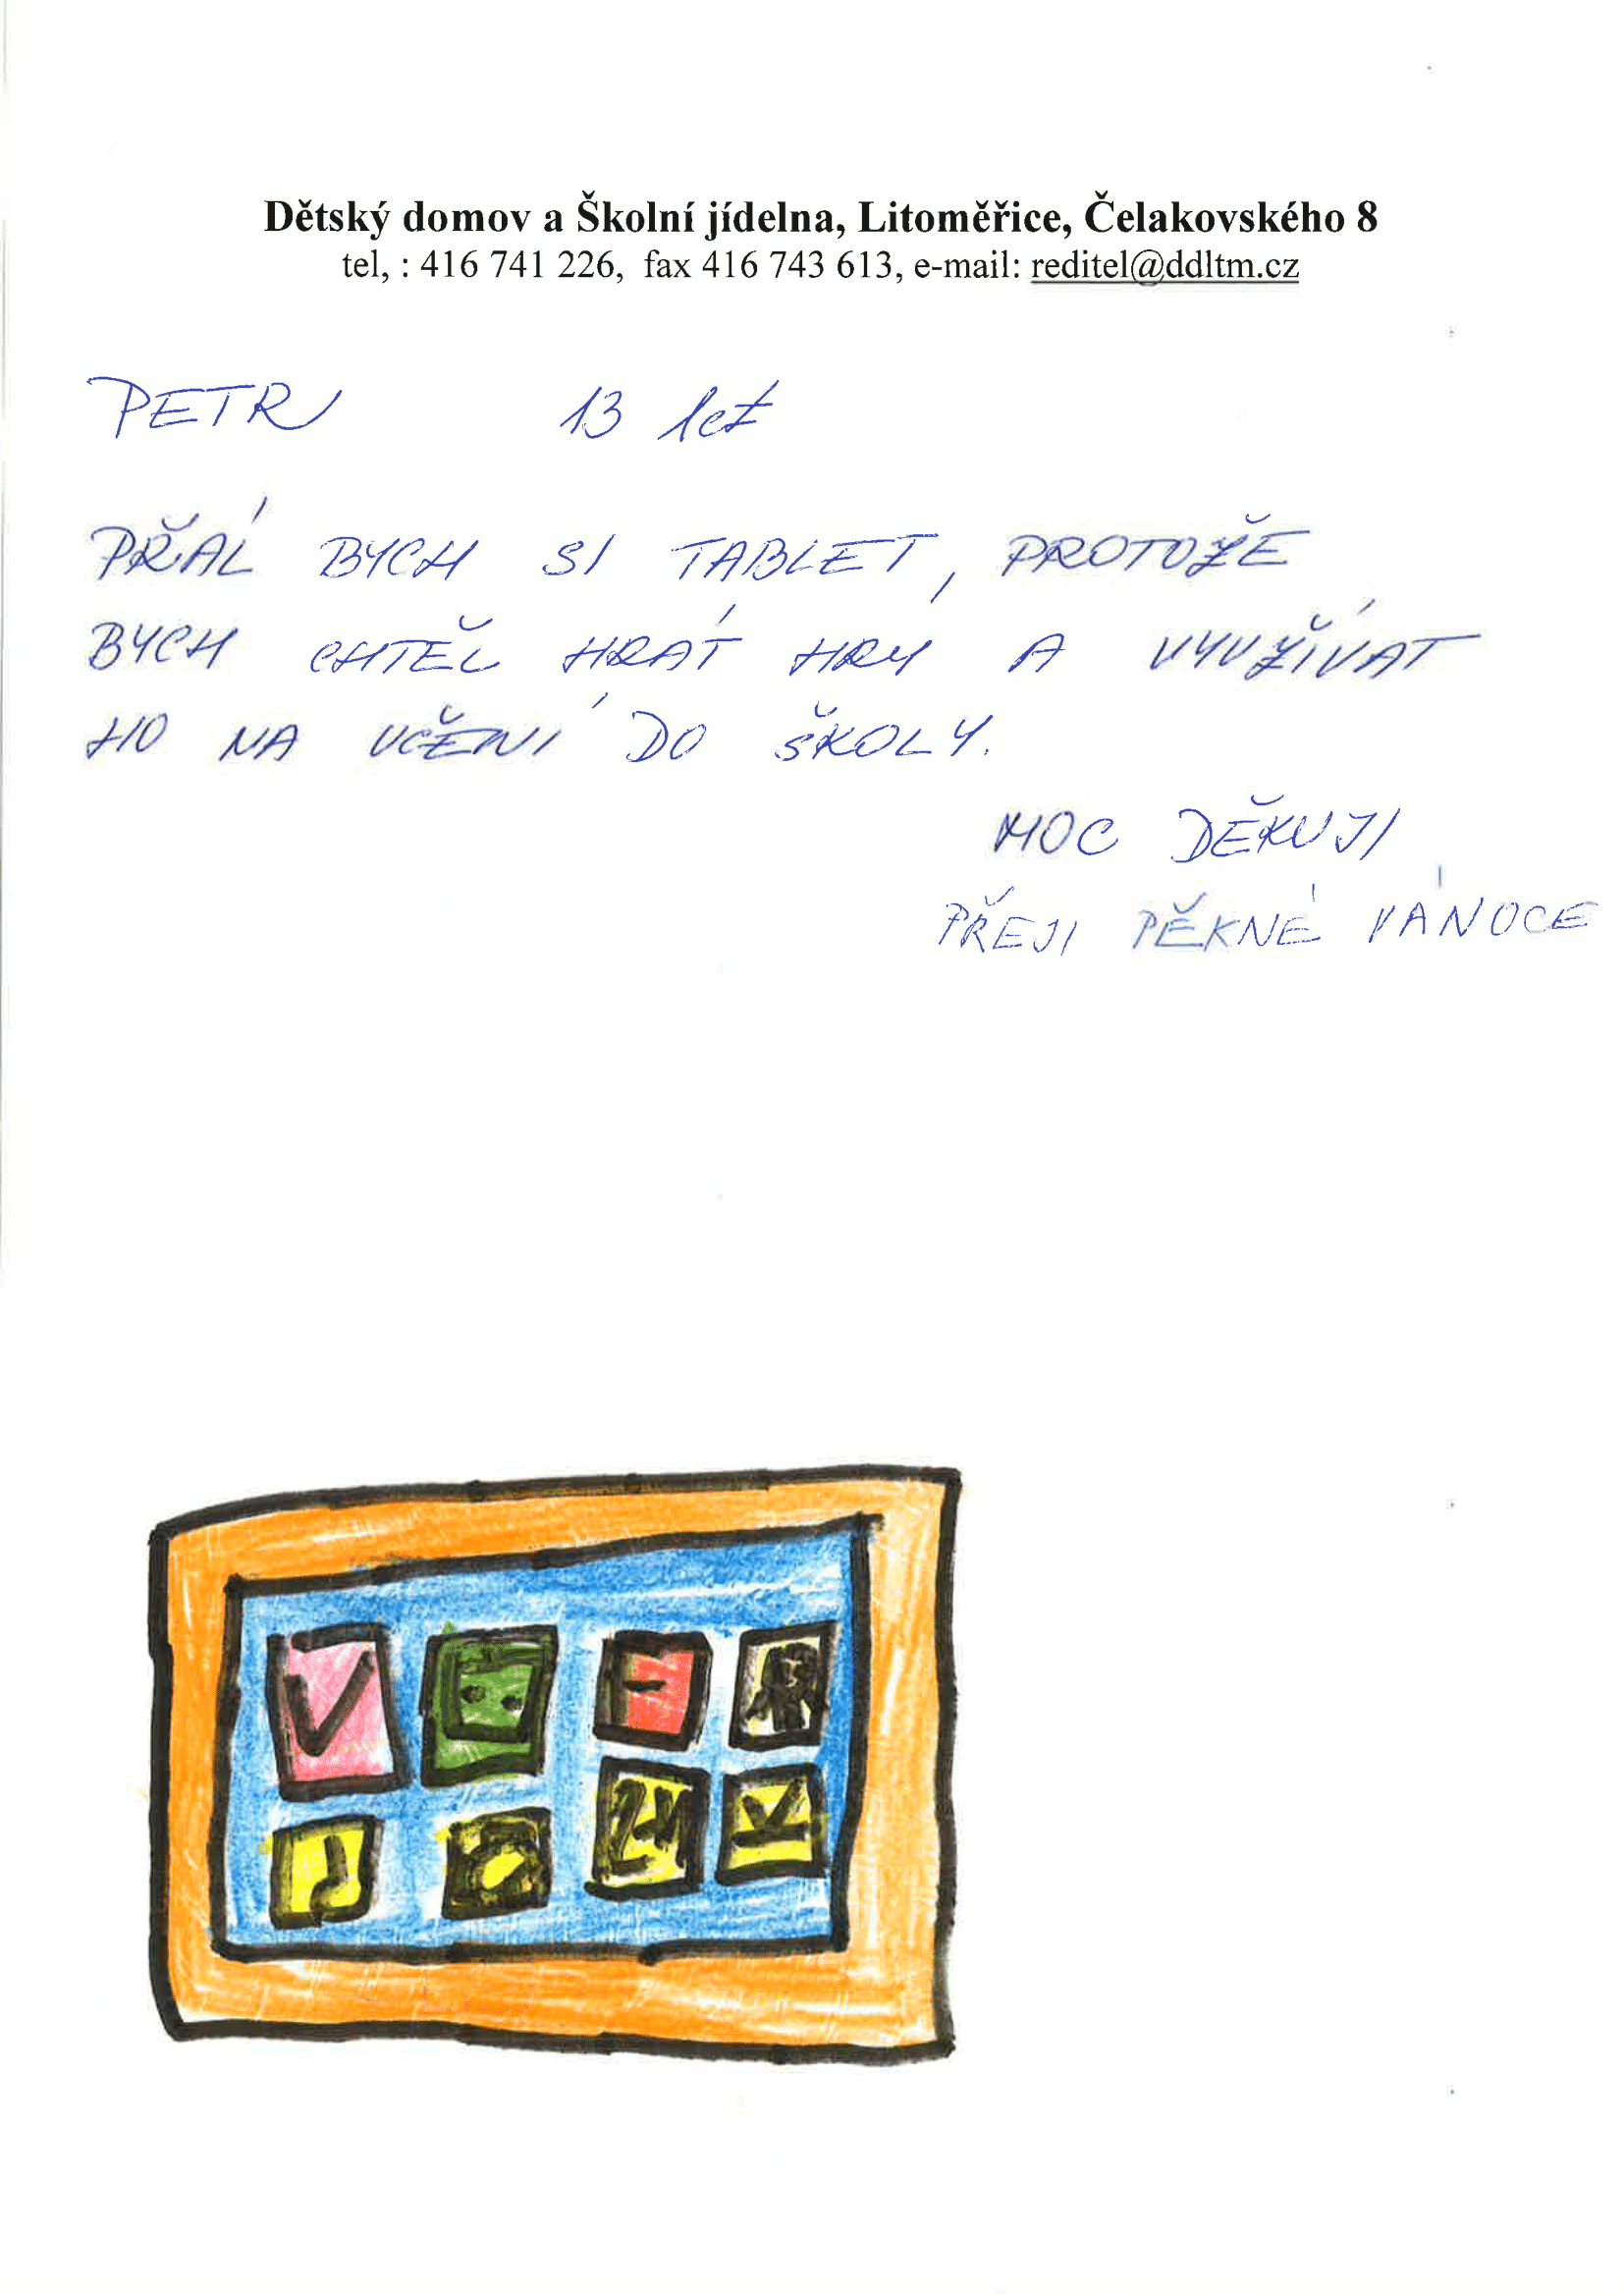 Dětský domov a Školní jídelna, Litoměřice, Čelakovského 8
tel, : 416 741 226, fax 416 743 613, e-mail: reditel@ddltm.cz
PETR 13 let
PŘÁL BYCH SI TABLET, PROTOŽE
BYCH CHTĚL HRÁT HRY A VYUŽÍVAT
HO NA UČENÍ DO ŠKOLY.
MOC DĚKUJI
PŘEJI PĚKNÉ VÁNOCE